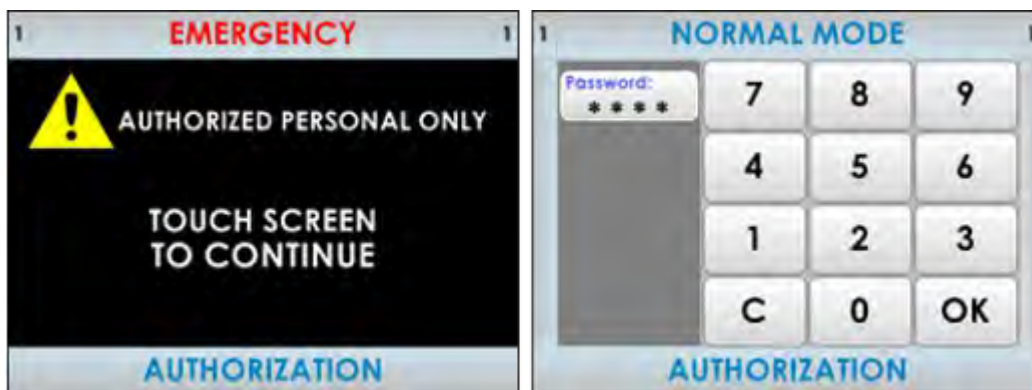 1 EMERGENCY 1
AUTHORIZED PERSONAL ONLY
TOUCH SCREEN
TO CONTINUE
AUTHORIZATION
1 NORMAL MODE 1
Password:
* * * *
7 8 9
4 5 6
1 2 3
C 0 OK
AUTHORIZATION